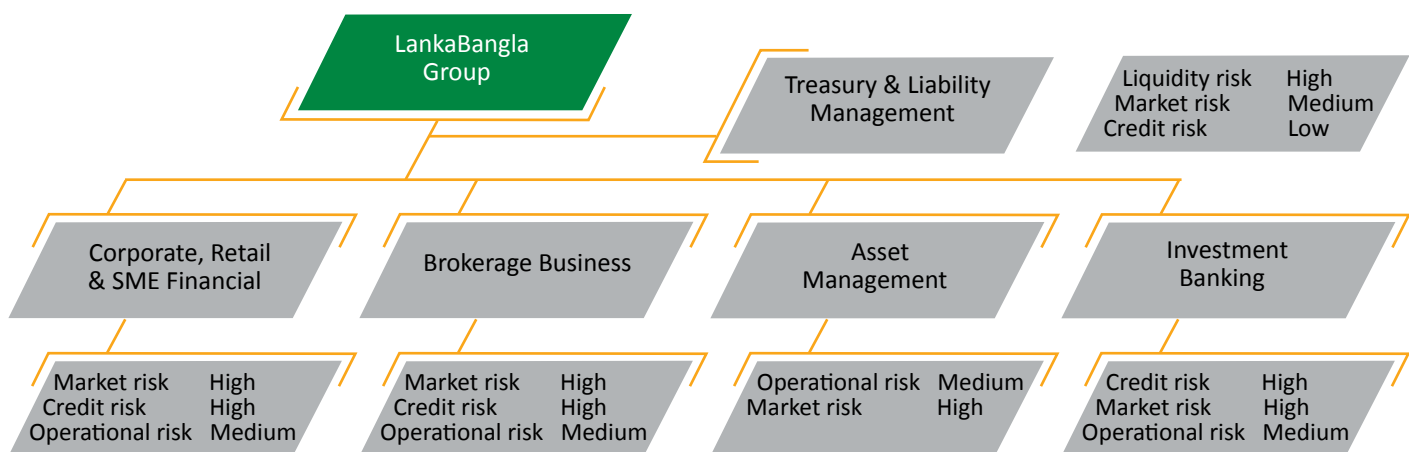 LankaBangla
Group
Treasury & Liability
Management
Liquidity risk High
Market risk Medium
Credit risk Low
Corporate, Retail
& SME Financial
Brokerage Business
Asset
Management
Investment
Banking
Market risk High
Credit risk High
Operational risk Medium
Market risk High
Credit risk High
Operational risk Medium
Operational risk Medium
Market risk High
Credit risk High
Market risk High
Operational risk Medium